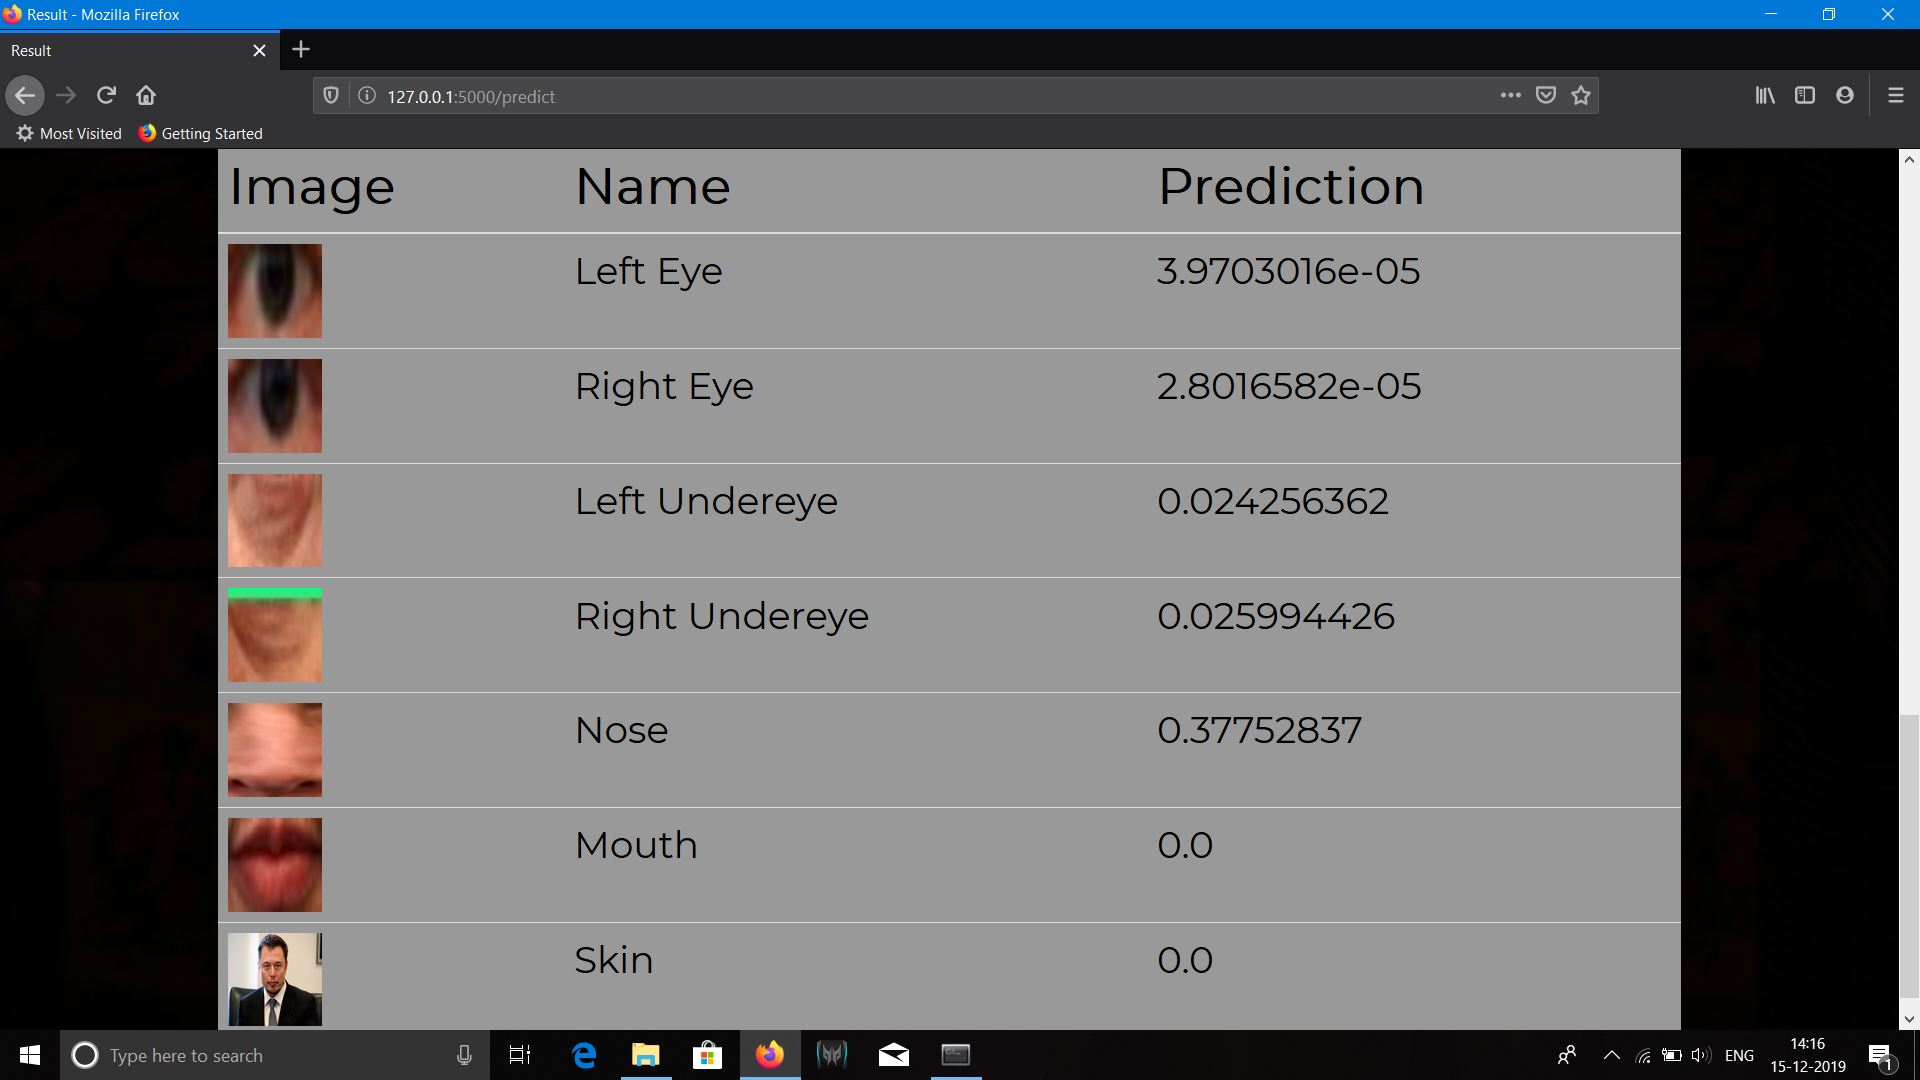 Result - Mozilla Firefox
Result
127.0.0.1:5000/predict
Most Visited Getting Started
Image Name Prediction
Left Eye 3.9703016e-05
Right Eye 2.8016582e-05
Left Undereye 0.024256362
Right Undereye 0.025994426
Nose 0.37752837
Mouth 0.0
Skin 0.0
Type here to search
ENG
14:16
15-12-2019
1